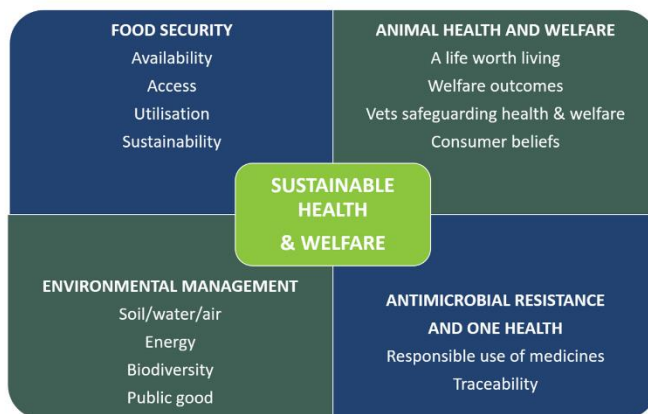 FOOD SECURITY
Availability
Access
Utilisation
Sustainability
ANIMAL HEALTH AND WELFARE
A life worth living
Welfare outcomes
Vets safeguarding health & welfare
Consumer beliefs
SUSTAINABLE
HEALTH
& WELFARE
ENVIRONMENTAL MANAGEMENT
Soil/water/air
Energy
Biodiversity
Public good
ANTIMICROBIAL RESISTANCE
AND ONE HEALTH
Responsible use of medicines
Traceability